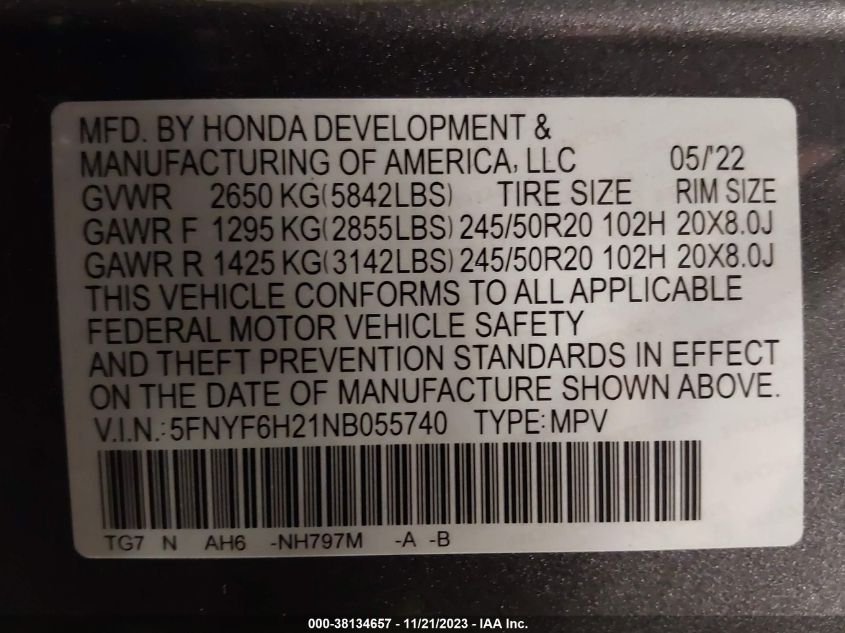 MFD. BY HONDA DEVELOPMENT &
MANUFACTURING OF AMERICA, LLC 05/'22
GVWR 2650 KG(5842LBS) TIRE SIZE RIM SIZE
GAWR F 1295 KG(2855LBS) 245/50R20 102H 20X8.0J
GAWR R 1425 KG(3142LBS) 245/50R20 102H 20X8.0J
THIS VEHICLE CONFORMS TO ALL APPLICABLE
FEDERAL MOTOR VEHICLE SAFETY
AND THEFT PREVENTION STANDARDS IN EFFECT
ON THE DATE OF MANUFACTURE SHOWN ABOVE.
V.I.N.: 5FNYF6H21NB055740 TYPE: MPV
TG7 N AH6 -NH797M -A -B
000-38134657 - 11/21/2023 - IAA Inc.